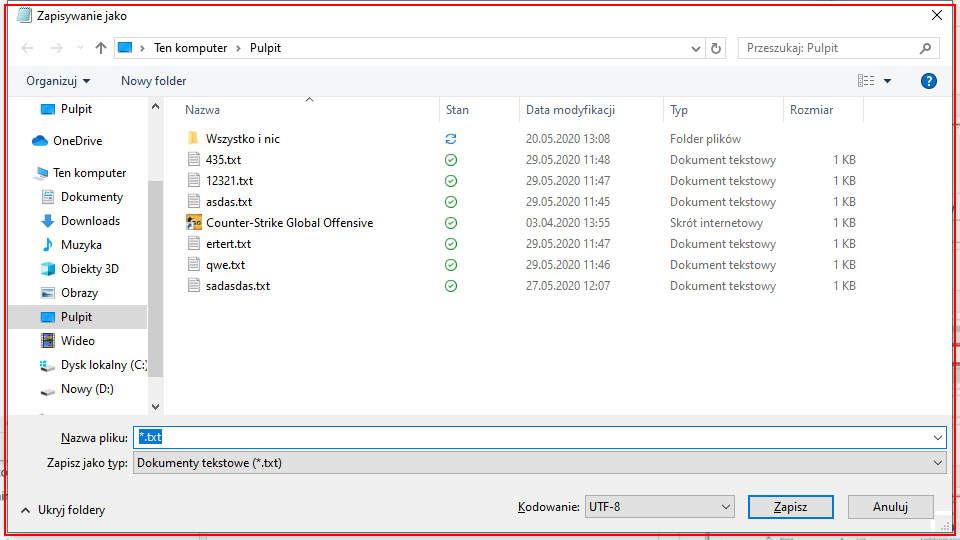 Zapisywanie jako
Ten komputer > Pulpit
Przeszukaj: Pulpit
Organizuj Nowy folder
Pulpit
OneDrive
Ten komputer
Dokumenty
Downloads
Muzyka
Obiekty 3D
Obrazy
Pulpit
Wideo
Dysk lokalny (C:)
Nowy (D:)
Nazwa Stan Data modyfikacji Typ Rozmiar
Wszystko i nic 20.05.2020 13:08 Folder plików
435.txt 29.05.2020 11:48 Dokument tekstowy 1 KB
12321.txt 29.05.2020 11:47 Dokument tekstowy 1 KB
asdas.txt 29.05.2020 11:45 Dokument tekstowy 1 KB
Counter-Strike Global Offensive 03.04.2020 13:55 Skrót internetowy 1 KB
ertert.txt 29.05.2020 11:47 Dokument tekstowy 1 KB
qwe.txt 29.05.2020 11:46 Dokument tekstowy 1 KB
sadasdas.txt 27.05.2020 12:07 Dokument tekstowy 1 KB
Nazwa pliku: *.txt
Zapisz jako typ: Dokumenty tekstowe (*.txt)
Ukryj foldery
Kodowanie: UTF-8 Zapisz Anuluj